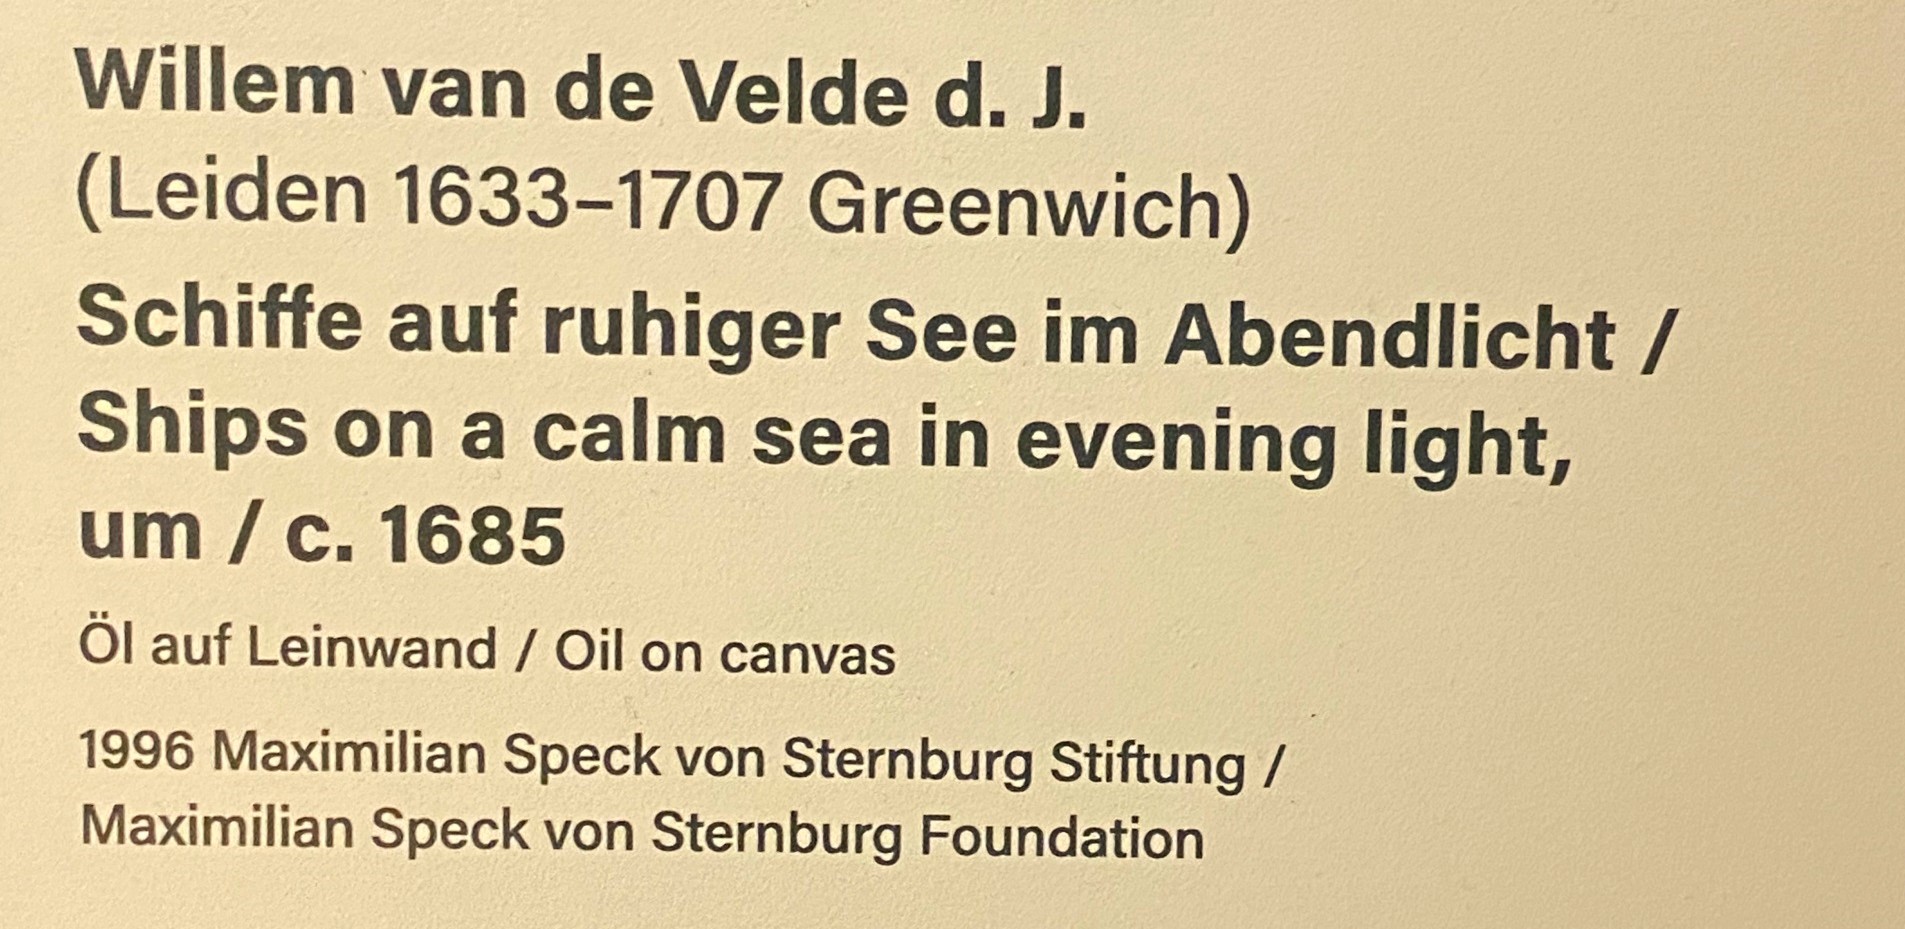 Willem van de Velde d. J.
(Leiden 1633–1707 Greenwich)
Schiffe auf ruhiger See im Abendlicht /
Ships on a calm sea in evening light,
um / c. 1685
Öl auf Leinwand / Oil on canvas
1996 Maximilian Speck von Sternburg Stiftung /
Maximilian Speck von Sternburg Foundation